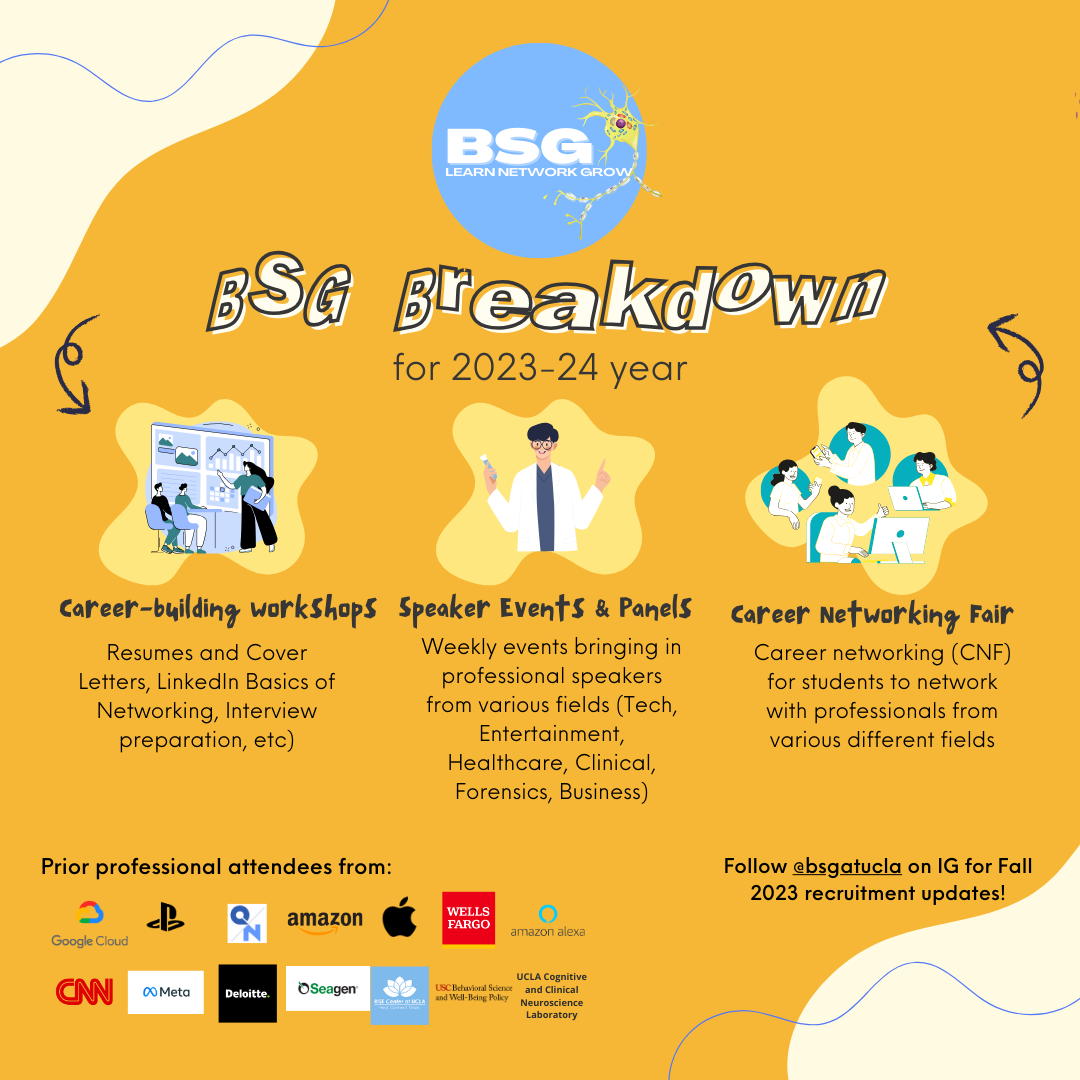 BSG
LEARN NETWORK GROW
BSG Breakdown
for 2023-24 year
Career-building workshops
Resumes and Cover
Letters, LinkedIn Basics of
Networking, Interview
preparation, etc)
Speaker Events & Panels
Weekly events bringing in
professional speakers
from various fields (Tech,
Entertainment,
Healthcare, Clinical,
Forensics, Business)
Career Networking Fair
Career networking (CNF)
for students to network
with professionals from
various different fields
Prior professional attendees from:
Google Cloud
QN
amazon
WELLS
FARGO
amazon alexa
CNN
Meta
Deloitte.
Seagen
BSE Center at UCLA
USC Behavioral Science
and Well-Being Policy
UCLA Cognitive
and Clinical
Neuroscience
Laboratory
Follow @bsgatucla on IG for Fall
2023 recruitment updates!